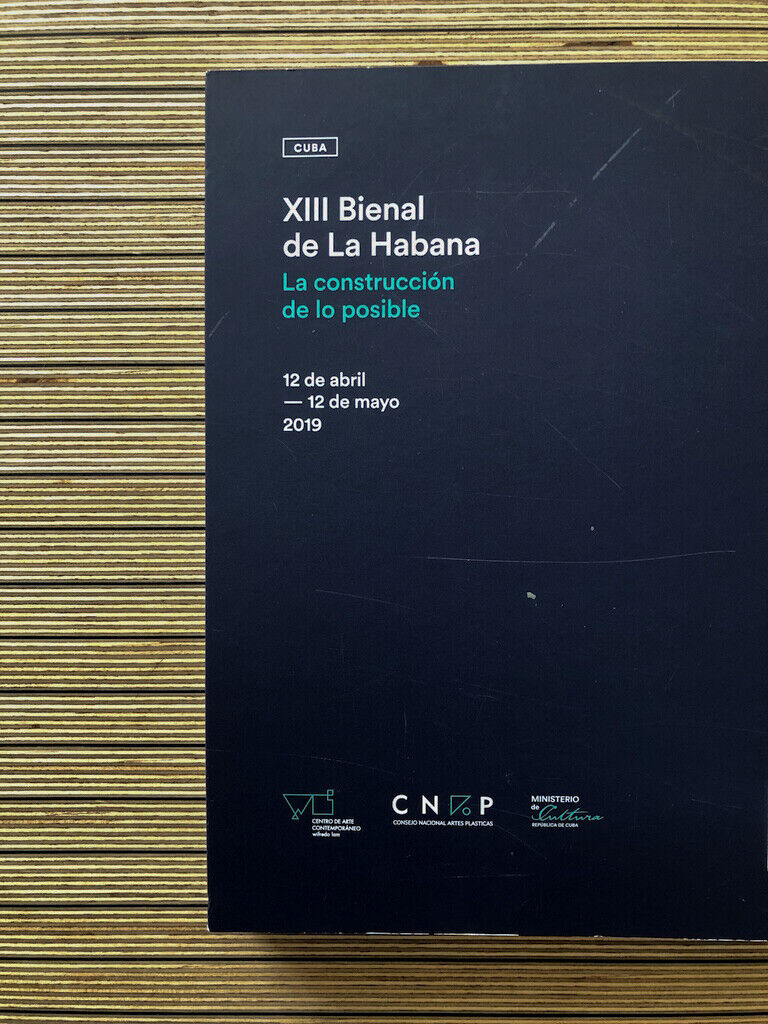 CUBA
XIII Bienal
de La Habana
La construcción
de lo posible
12 de abril
— 12 de mayo
2019
CENTRO DE ARTE
CONTEMPORÁNEO
wifredo lam
CNAP
CONSEJO NACIONAL ARTES PLASTICAS
MINISTERIO
de
Cultura
REPÚBLICA DE CUBA